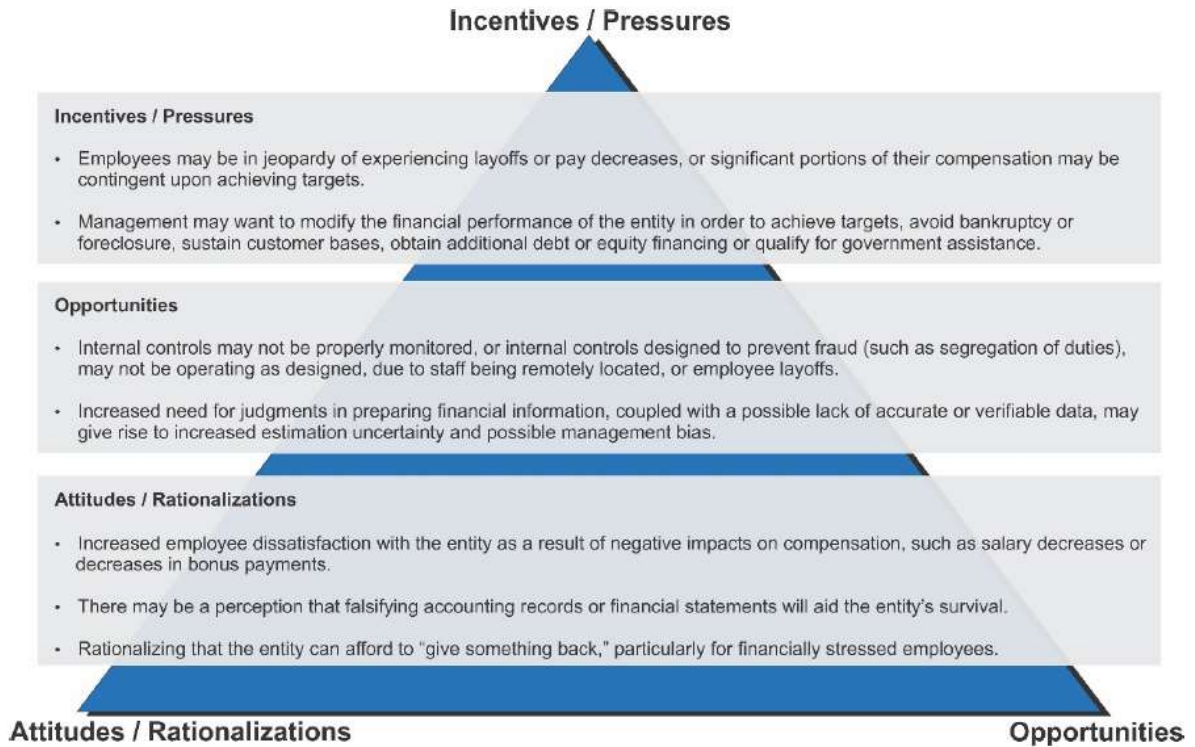 Incentives / Pressures
Incentives / Pressures
• Employees may be in jeopardy of experiencing layoffs or pay decreases, or significant portions of their compensation may be
contingent upon achieving targets.
• Management may want to modify the financial performance of the entity in order to achieve targets, avoid bankruptcy or
foreclosure, sustain customer bases, obtain additional debt or equity financing or qualify for government assistance.
Opportunities
• Internal controls may not be properly monitored, or internal controls designed to prevent fraud (such as segregation of duties),
may not be operating as designed, due to staff being remotely located, or employee layoffs.
• Increased need for judgments in preparing financial information, coupled with a possible lack of accurate or verifiable data, may
give rise to increased estimation uncertainty and possible management bias.
Attitudes / Rationalizations
• Increased employee dissatisfaction with the entity as a result of negative impacts on compensation, such as salary decreases or
decreases in bonus payments.
• There may be a perception that falsifying accounting records or financial statements will aid the entity's survival.
• Rationalizing that the entity can afford to “give something back,” particularly for financially stressed employees.
Attitudes / Rationalizations
Opportunities